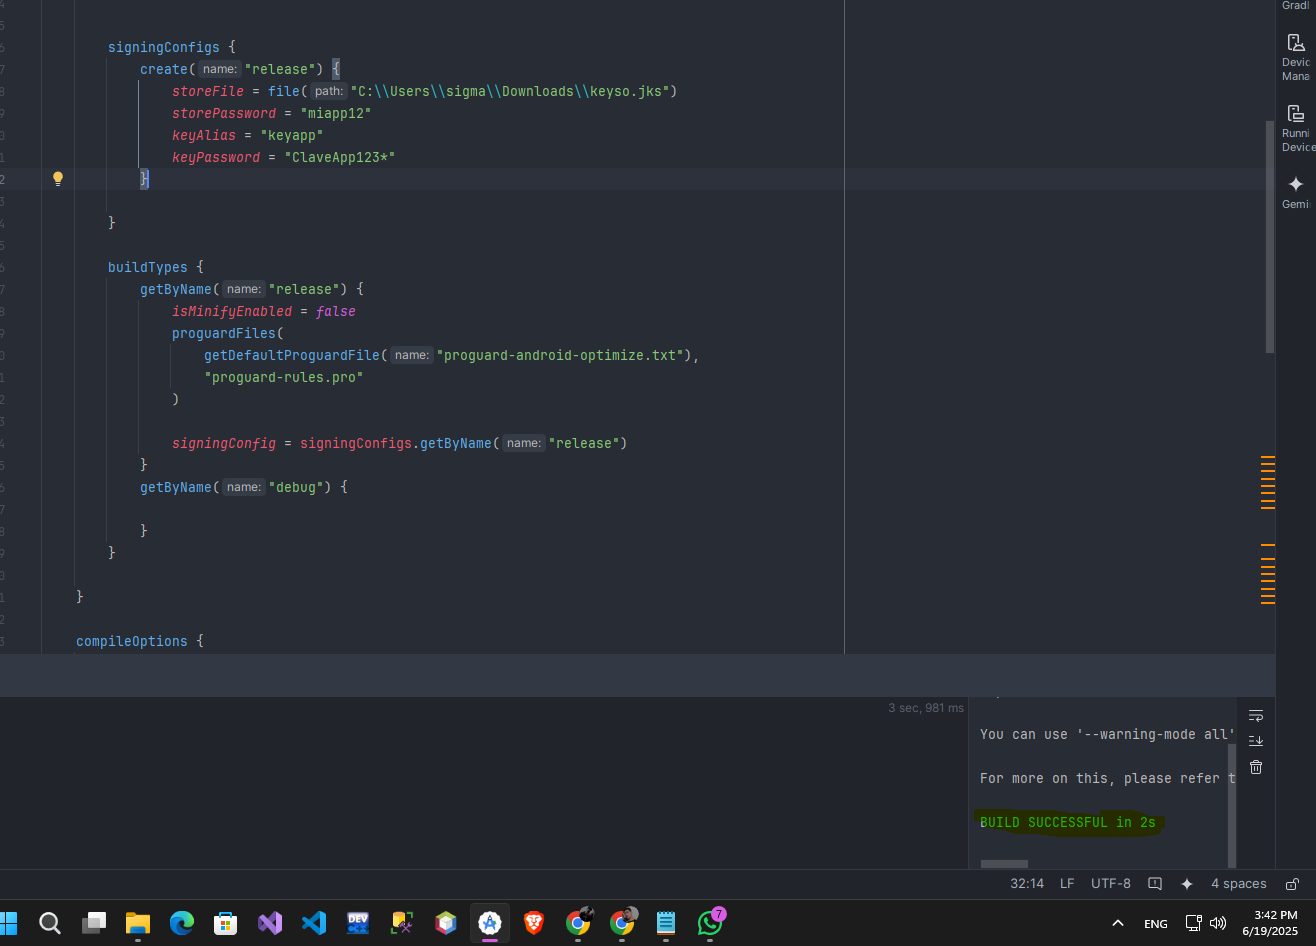 Gradl
signingConfigs {
create( name: "release") {
storeFile = file( path: "C:\\Users\\sigma\\Downloads\\keyso.jks")
storePassword = "miapp12"
keyAlias = "keyapp"
keyPassword = "ClaveApp123*"
}
}
buildTypes {
getByName( name: "release") {
isMinifyEnabled = false
proguardFiles(
getDefaultProguardFile( name: "proguard-android-optimize.txt"),
"proguard-rules.pro"
)
signingConfig = signingConfigs.getByName( name: "release")
}
getByName( name: "debug") {
}
}
}
compileOptions {
Devic
Mana
Runni
Device
Gemi
3 sec, 981 ms
You can use '--warning-mode all'
For more on this, please refer t
BUILD SUCCESSFUL in 2s
32:14 LF UTF-8 4 spaces
DEV
7
ENG
3:42 PM
6/19/2025